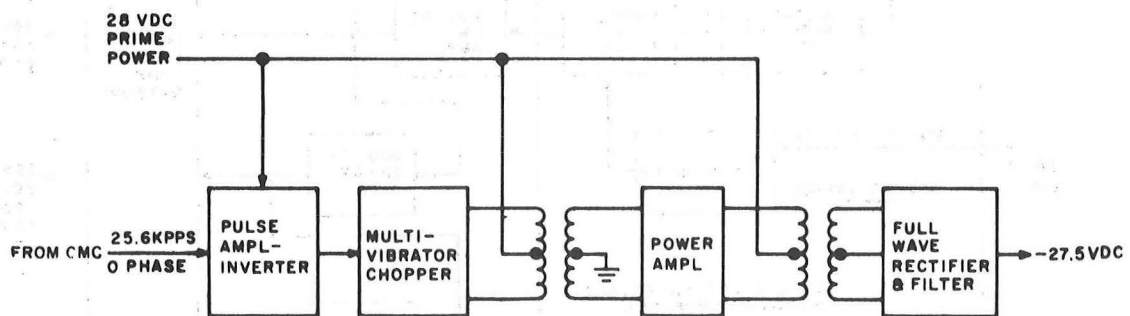 28 VDC
PRIME
POWER
FROM CMC
25.6KPPS
0 PHASE
PULSE
AMPL-
INVERTER
MULTI-
VIBRATOR
CHOPPER
POWER
AMPL
FULL
WAVE
RECTIFIER
& FILTER
-27.5VDC